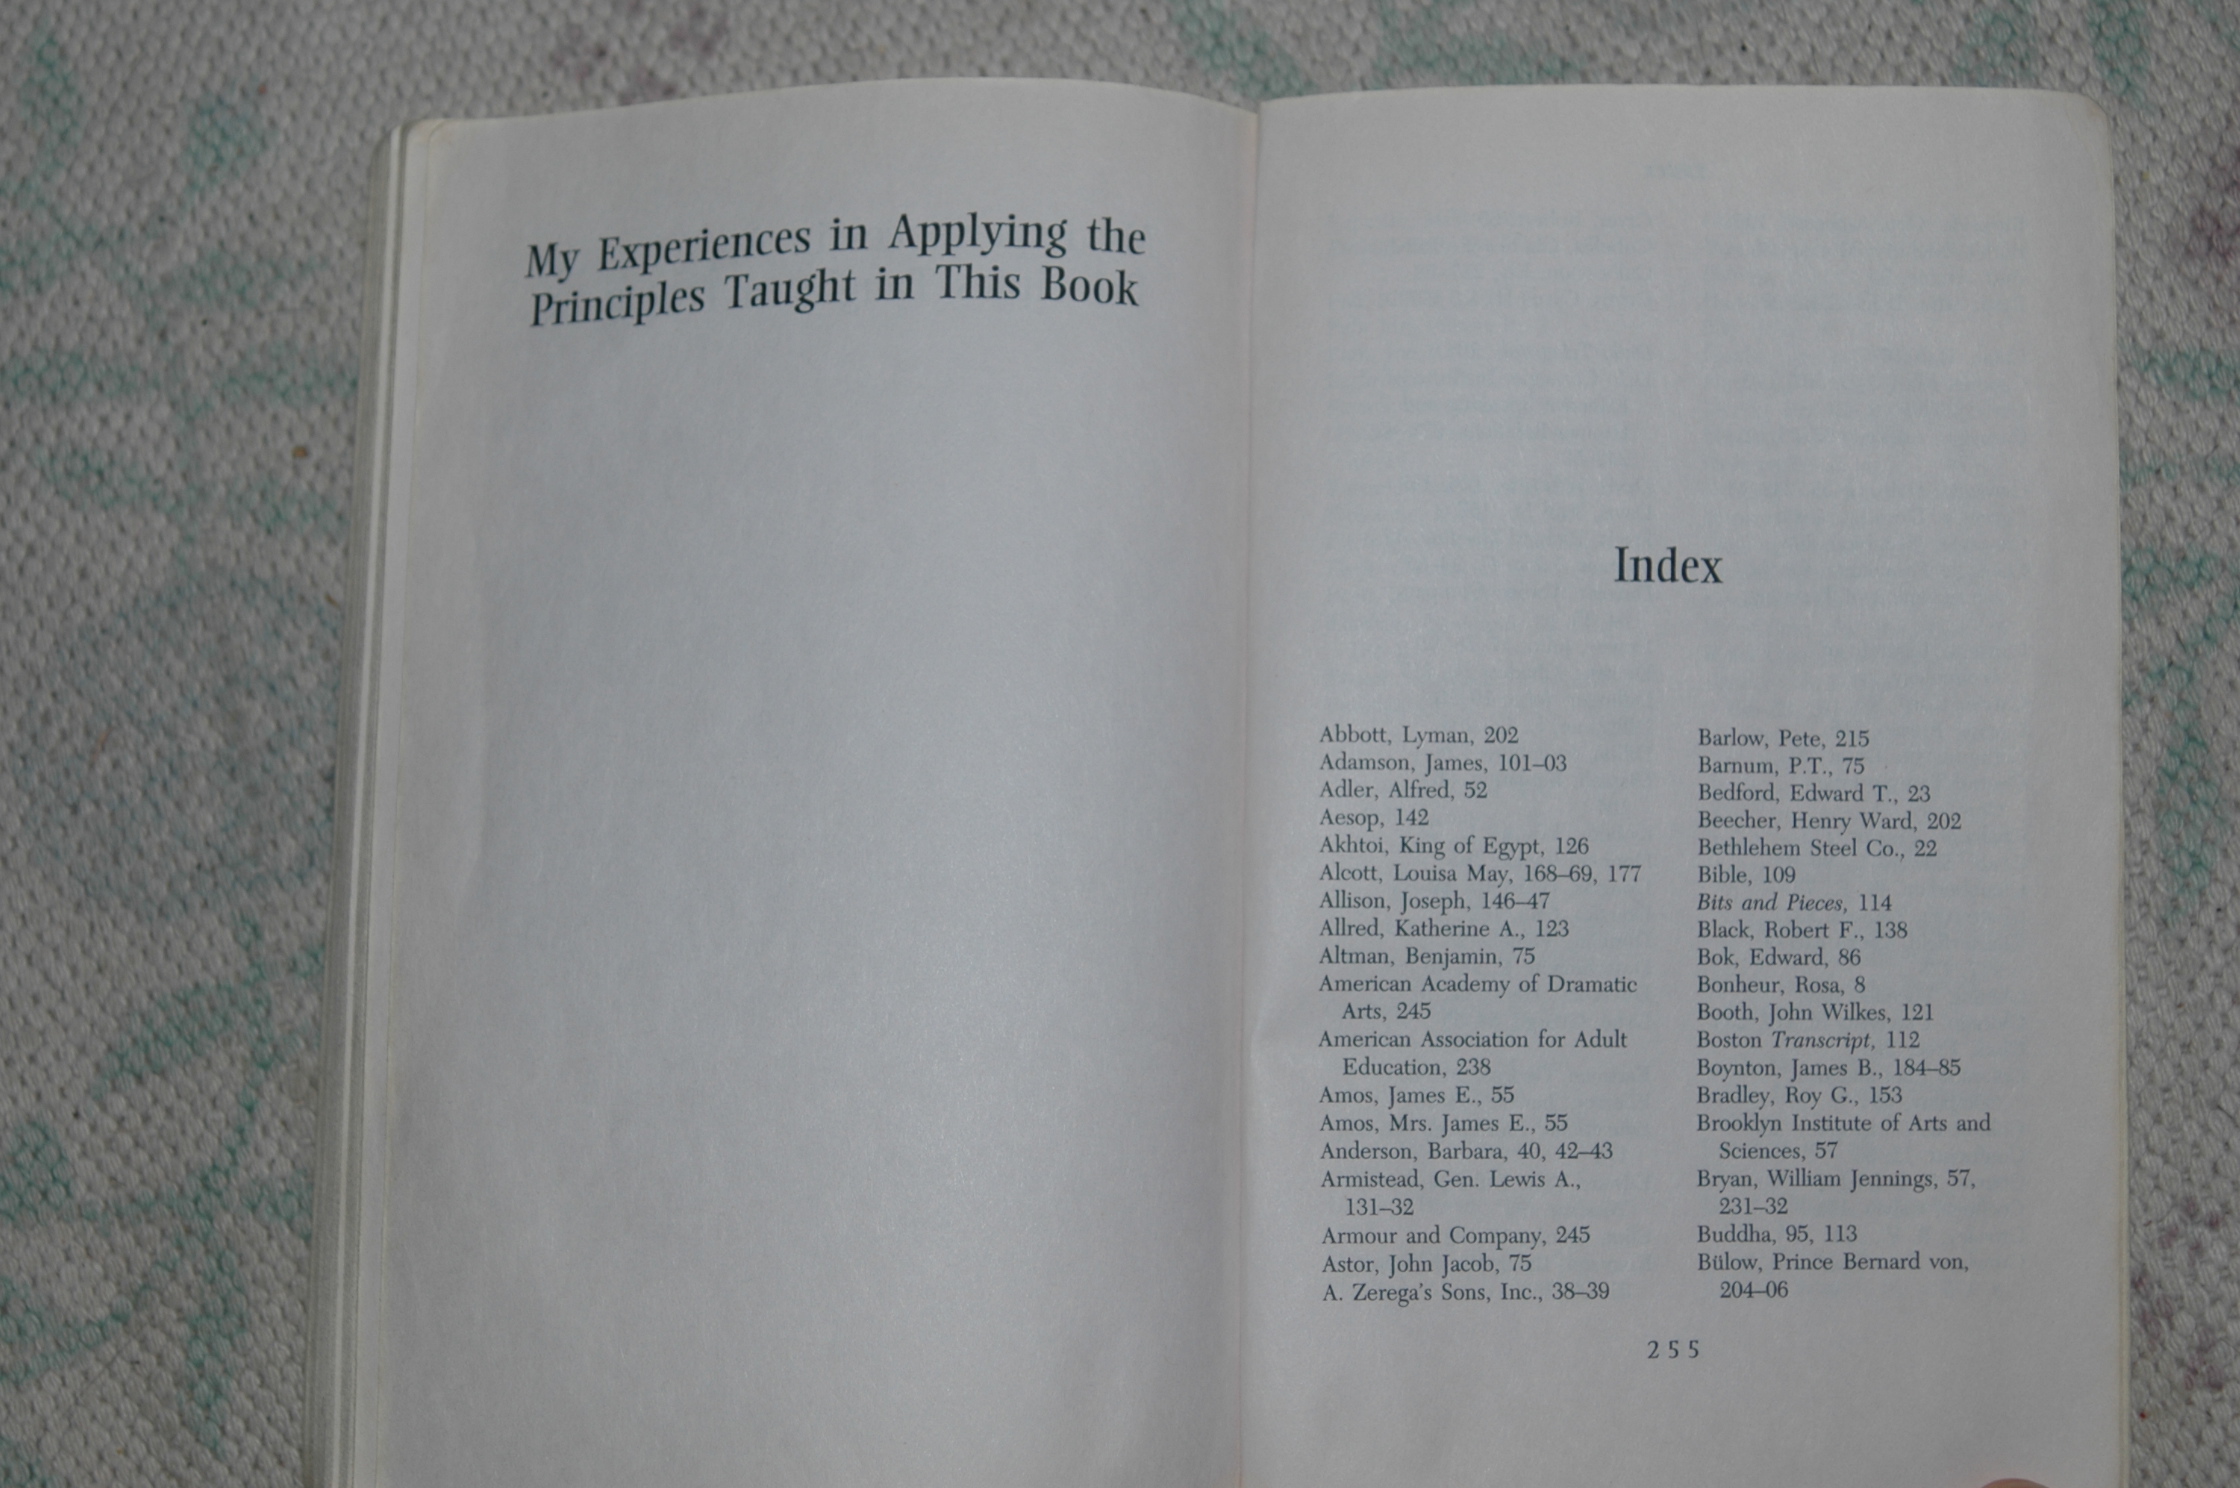 My Experiences in Applying the
Principles Taught in This Book
Index
Abbott, Lyman, 202
Adamson, James, 101–03
Adler, Alfred, 52
Aesop, 142
Akhtoi, King of Egypt, 126
Alcott, Louisa May, 168–69, 177
Allison, Joseph, 146–47
Allred, Katherine A., 123
Altman, Benjamin, 75
American Academy of Dramatic
Arts, 245
American Association for Adult
Education, 238
Amos, James E., 55
Amos, Mrs. James E., 55
Anderson, Barbara, 40, 42–43
Armistead, Gen. Lewis A.,
131–32
Armour and Company, 245
Astor, John Jacob, 75
A. Zerega's Sons, Inc., 38–39
Barlow, Pete, 215
Barnum, P.T., 75
Bedford, Edward T., 23
Beecher, Henry Ward, 202
Bethlehem Steel Co., 22
Bible, 109
Bits and Pieces, 114
Black, Robert F., 138
Bok, Edward, 86
Bonheur, Rosa, 8
Booth, John Wilkes, 121
Boston Transcript, 112
Boynton, James B., 184–85
Bradley, Roy G., 153
Brooklyn Institute of Arts and
Sciences, 57
Bryan, William Jennings, 57,
231–32
Buddha, 95, 113
Bülow, Prince Bernard von,
204–06
255